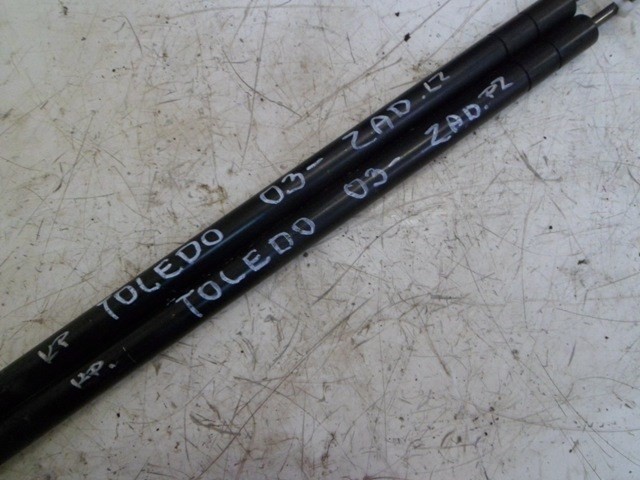 KP TOLEDO 03- ZAD. LZ
KP. TOLEDO 03- ZAD. PZ